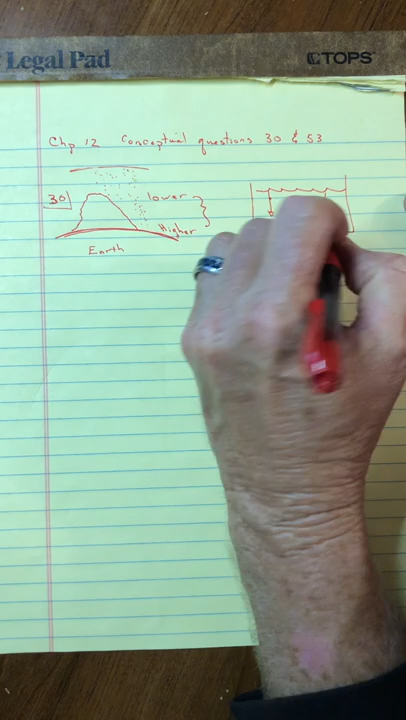 Legal Pad TOPS
Chp 12 Conceptual questions 30 & 53
30 lower
Higher
Earth